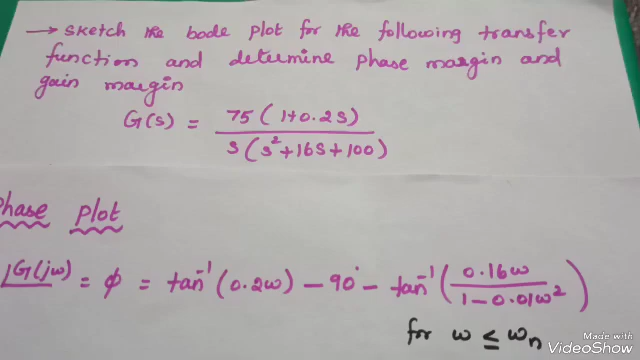 → Sketch the bode plot for the following transfer
function and determine phase margin and
gain margin
G(s) = 75(1+0.2s) / s(s²+16s+100)
Phase plot
∠G(jω) = φ = tan⁻¹(0.2ω) – 90° – tan⁻¹(0.16ω / 1–0.01ω²)
for ω ≤ ωn
Made with
VideoShow